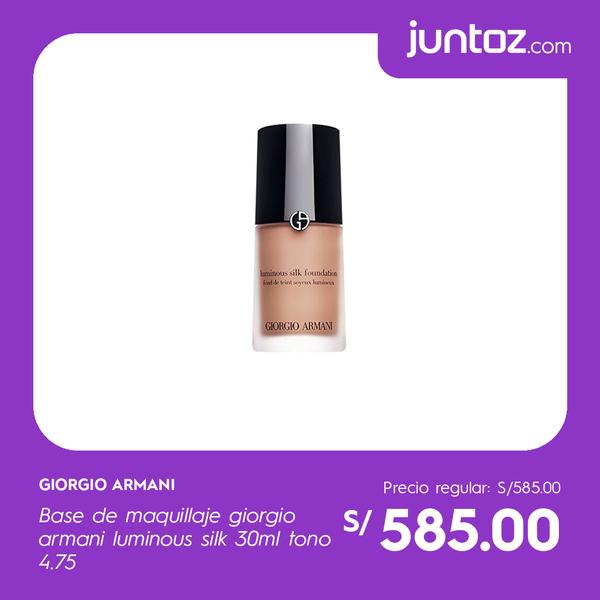 juntoz.com
GS
luminous silk foundation
fond de teint soyeux lumineux
GIORGIO ARMANI
GIORGIO ARMANI
Base de maquillaje giorgio
armani luminous silk 30ml tono
4.75
Precio regular: S/585.00
S/ 585.00